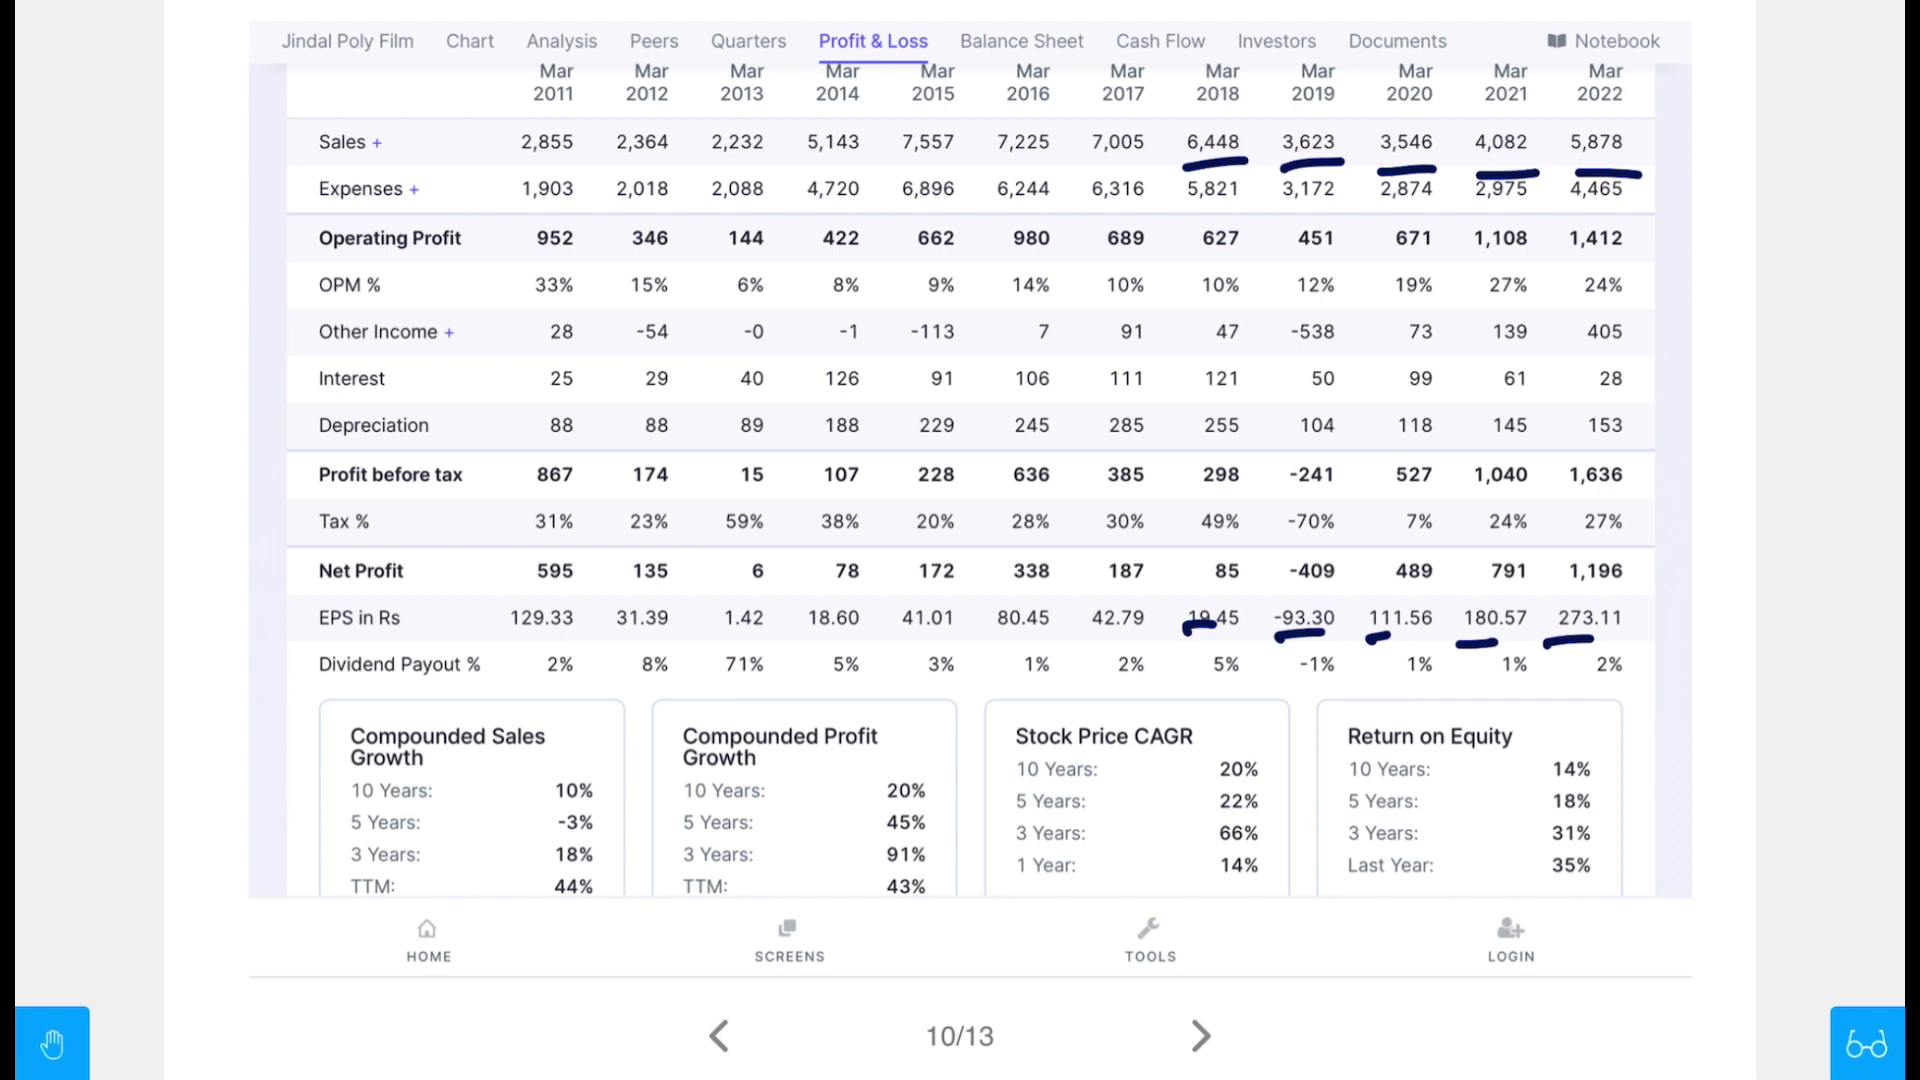 Jindal Poly Film Chart Analysis Peers Quarters Profit & Loss Balance Sheet Cash Flow Investors Documents Notebook
Mar Mar Mar Mar Mar Mar Mar Mar Mar Mar Mar Mar
2011 2012 2013 2014 2015 2016 2017 2018 2019 2020 2021 2022
Sales + 2,855 2,364 2,232 5,143 7,557 7,225 7,005 6,448 3,623 3,546 4,082 5,878
Expenses + 1,903 2,018 2,088 4,720 6,896 6,244 6,316 5,821 3,172 2,874 2,975 4,465
Operating Profit 952 346 144 422 662 980 689 627 451 671 1,108 1,412
OPM % 33% 15% 6% 8% 9% 14% 10% 10% 12% 19% 27% 24%
Other Income + 28 -54 -0 -1 -113 7 91 47 -538 73 139 405
Interest 25 29 40 126 91 106 111 121 50 99 61 28
Depreciation 88 88 89 188 229 245 285 255 104 118 145 153
Profit before tax 867 174 15 107 228 636 385 298 -241 527 1,040 1,636
Tax % 31% 23% 59% 38% 20% 28% 30% 49% -70% 7% 24% 27%
Net Profit 595 135 6 78 172 338 187 85 -409 489 791 1,196
EPS in Rs 129.33 31.39 1.42 18.60 41.01 80.45 42.79 19.45 -93.30 111.56 180.57 273.11
Dividend Payout % 2% 8% 71% 5% 3% 1% 2% 5% -1% 1% 1% 2%
Compounded Sales
Growth
10 Years: 10%
5 Years: -3%
3 Years: 18%
TTM: 44%
Compounded Profit
Growth
10 Years: 20%
5 Years: 45%
3 Years: 91%
TTM: 43%
Stock Price CAGR
10 Years: 20%
5 Years: 22%
3 Years: 66%
1 Year: 14%
Return on Equity
10 Years: 14%
5 Years: 18%
3 Years: 31%
Last Year: 35%
HOME SCREENS TOOLS LOGIN
10/13